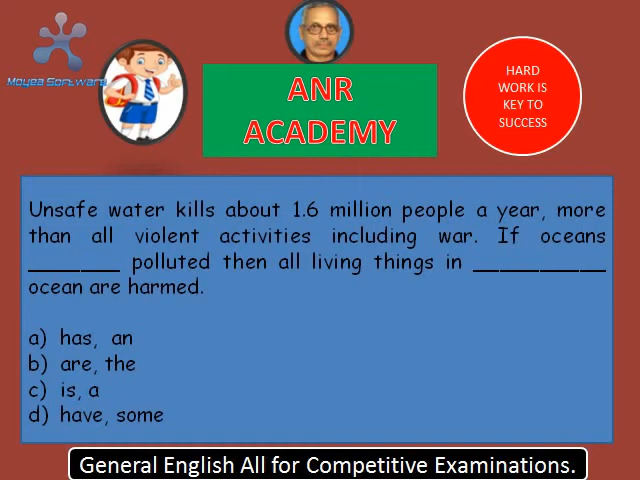 Moyea Software
ANR
ACADEMY
HARD
WORK IS
KEY TO
SUCCESS
Unsafe water kills about 1.6 million people a year, more
than all violent activities including war. If oceans
_______ polluted then all living things in __________
ocean are harmed.
a) has, an
b) are, the
c) is, a
d) have, some
General English All for Competitive Examinations.